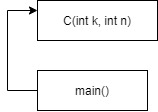 C(int k, int n)
main()